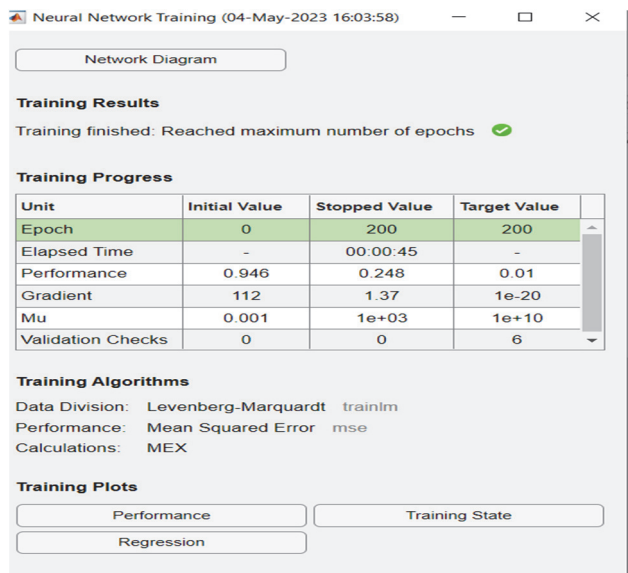 Neural Network Training (04-May-2023 16:03:58)
Network Diagram
Training Results
Training finished: Reached maximum number of epochs
Training Progress
Unit Initial Value Stopped Value Target Value
Epoch 0 200 200
Elapsed Time - 00:00:45 -
Performance 0.946 0.248 0.01
Gradient 112 1.37 1e-20
Mu 0.001 1e+03 1e+10
Validation Checks 0 0 6
Training Algorithms
Data Division: Levenberg-Marquardt trainlm
Performance: Mean Squared Error mse
Calculations: MEX
Training Plots
Performance Training State
Regression